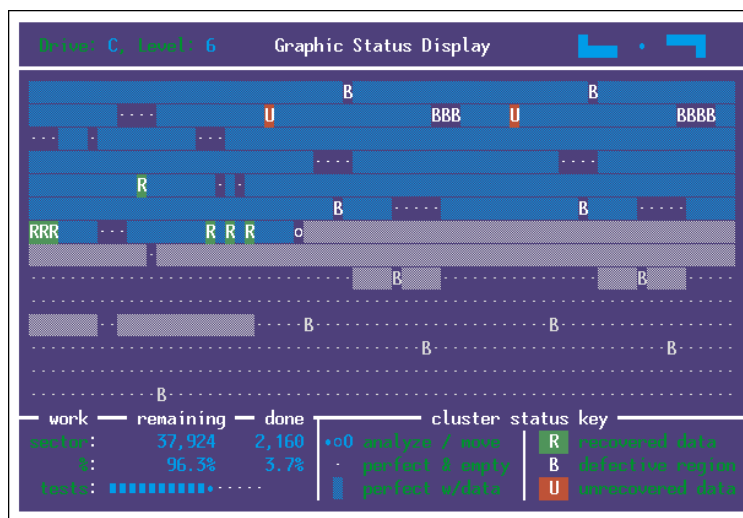 Drive: C, Level: 6 Graphic Status Display
B B
U BBB U BBBB
R
B B
RRR R R R o
B B
B B
B B
B
work remaining done cluster status key
sector: 37,924 2,160 •oO analyze / move R recovered data
%: 96.3% 3.7% · perfect & empty B defective region
tests: perfect w/data U unrecovered data